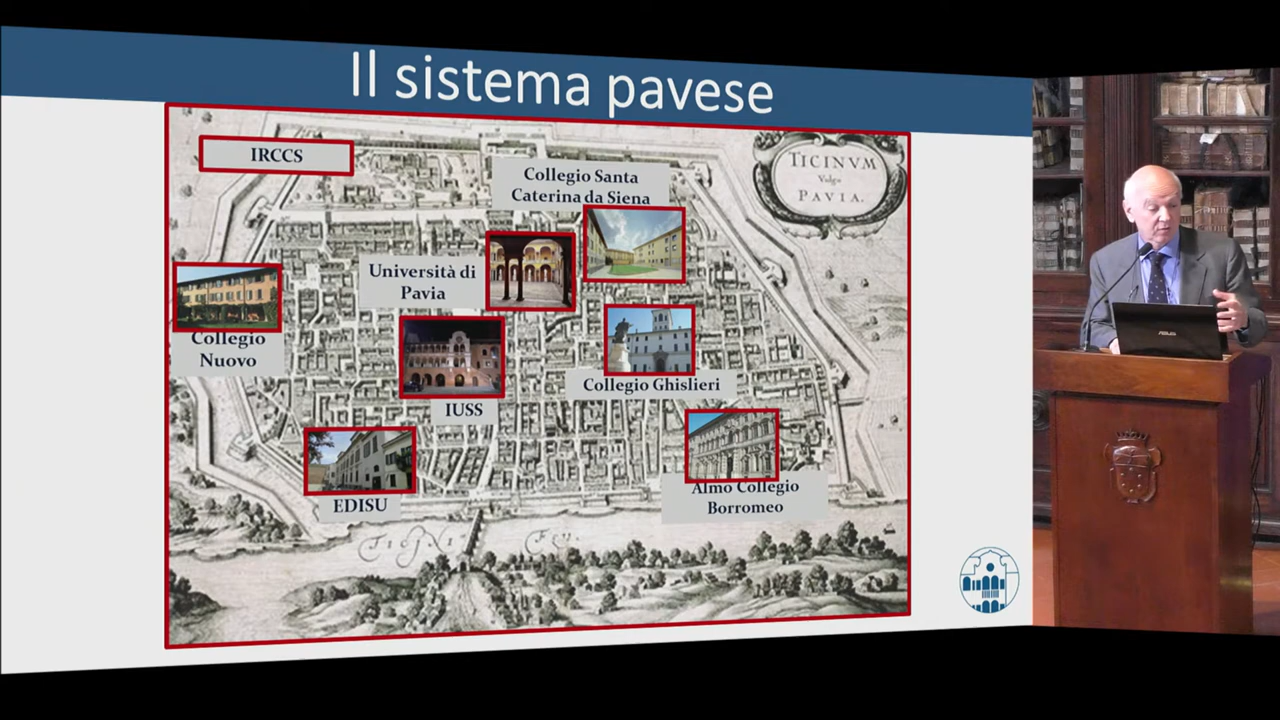 Il sistema pavese
IRCCS
Collegio Santa
Caterina da Siena
TICINVM
Vulgo
PAVIA.
Università di
Pavia
Collegio
Nuovo
Collegio Ghislieri
IUSS
Almo Collegio
Borromeo
EDISU
ASUS